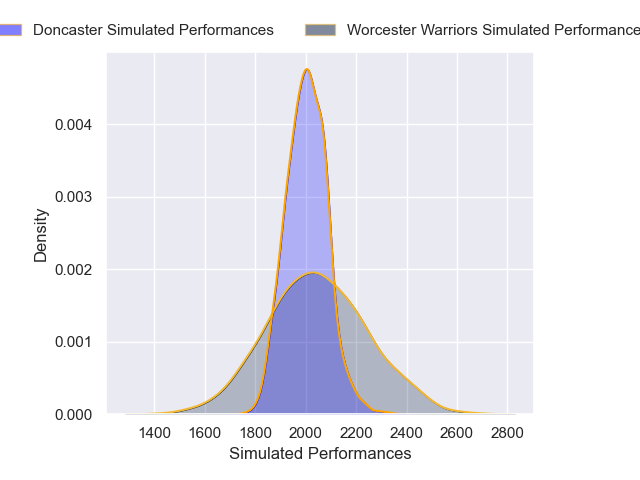 Doncaster Simulated Performances Worcester Warriors Simulated Performance
0.004
0.003
0.002
0.001
0.000
Density
1400 1600 1800 2000 2200 2400 2600 2800
Simulated Performances